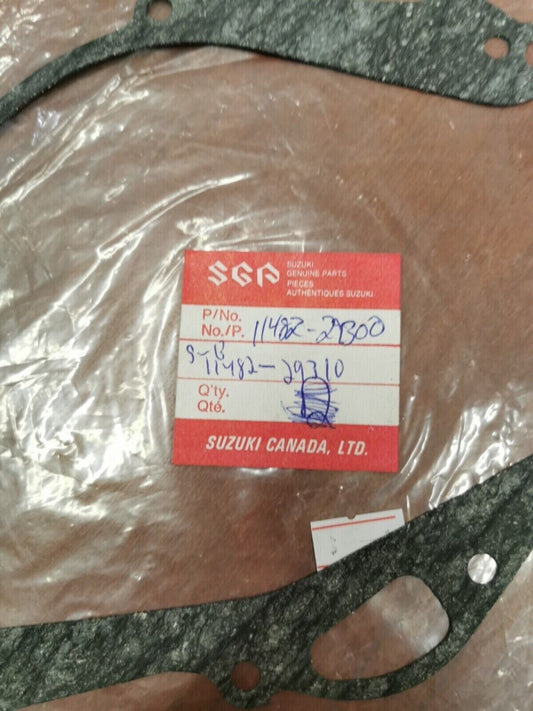 SGP SUZUKI
GENUINE PARTS
PIECES
AUTHENTIQUES SUZUKI
P/No.
No./P. 11482-29300
S-B
11482-29310
Q'ty.
Qté.
SUZUKI CANADA, LTD.